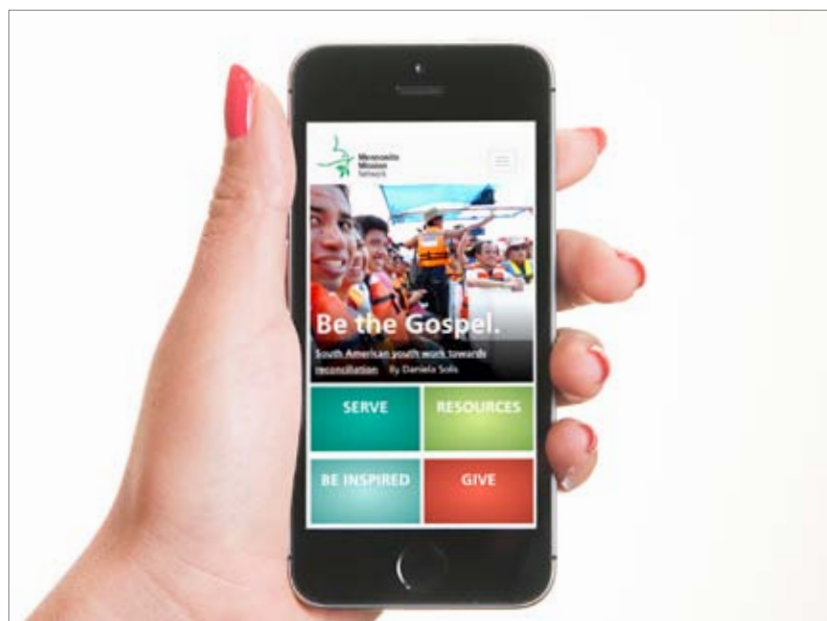 Mennonite
Mission
Network
Be the Gospel.
South American youth work towards
reconciliation By Daniela Solis
SERVE
RESOURCES
BE INSPIRED
GIVE